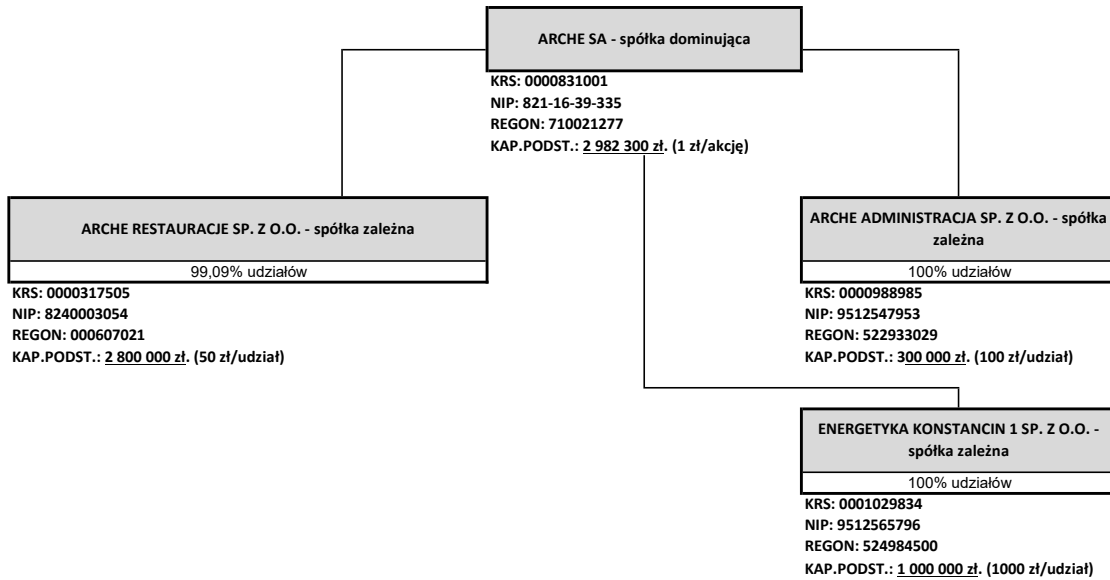 ARCHE SA - spółka dominująca
KRS: 0000831001
NIP: 821-16-39-335
REGON: 710021277
KAP.PODST.: 2 982 300 zł. (1 zł/akcję)
ARCHE RESTAURACJE SP. Z O.O. - spółka zależna
99,09% udziałów
KRS: 0000317505
NIP: 8240003054
REGON: 000607021
KAP.PODST.: 2 800 000 zł. (50 zł/udział)
ARCHE ADMINISTRACJA SP. Z O.O. - spółka
zależna
100% udziałów
KRS: 0000988985
NIP: 9512547953
REGON: 522933029
KAP.PODST.: 300 000 zł. (100 zł/udział)
ENERGETYKA KONSTANCIN 1 SP. Z O.O. -
spółka zależna
100% udziałów
KRS: 0001029834
NIP: 9512565796
REGON: 524984500
KAP.PODST.: 1 000 000 zł. (1000 zł/udział)